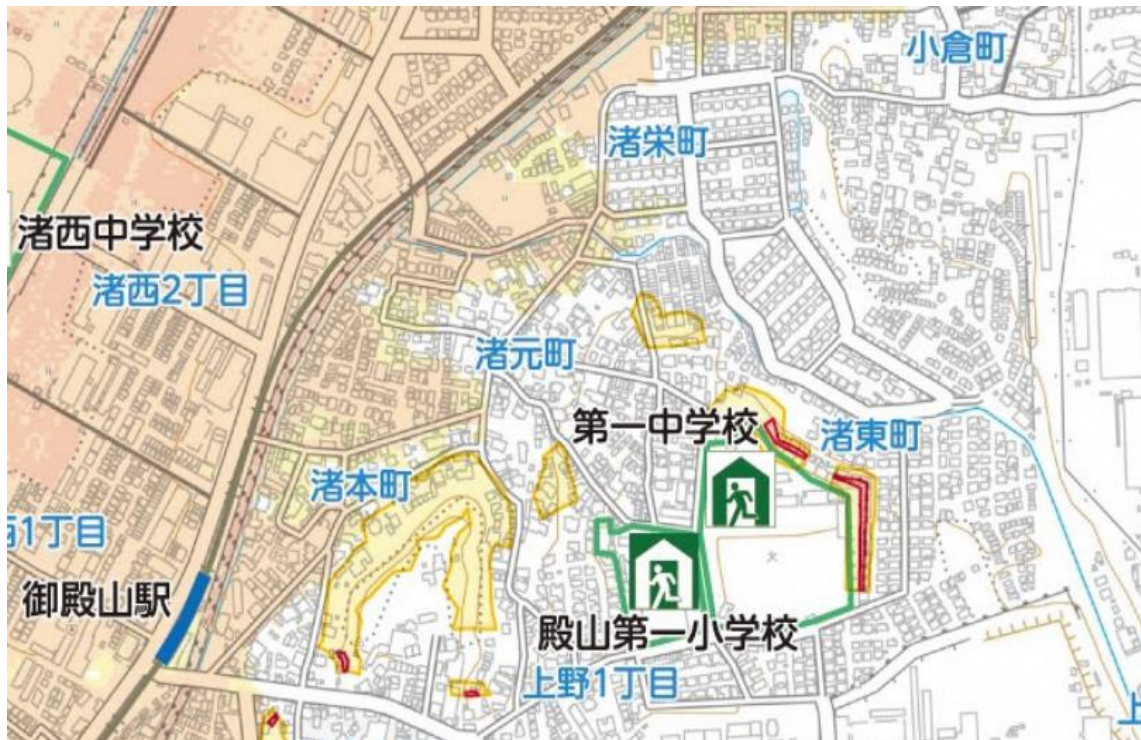 小倉町
渚栄町
渚西中学校
渚西2丁目
渚元町
第一中学校
渚東町
渚本町
1丁目
御殿山駅
殿山第一小学校
上野1丁目
上